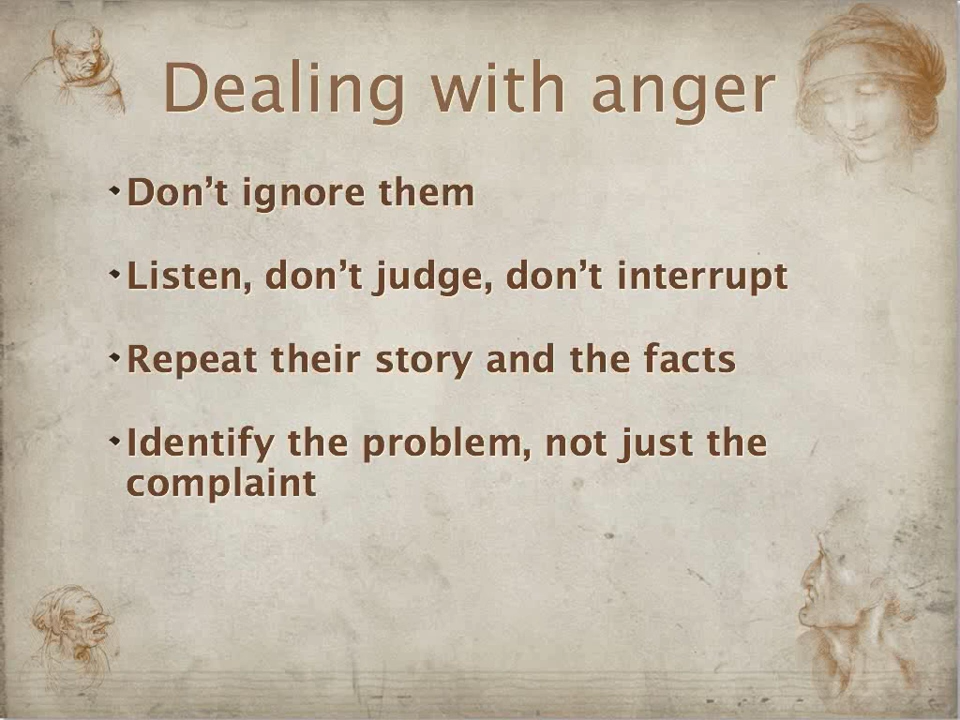 Dealing with anger
Don’t ignore them
Listen, don’t judge, don’t interrupt
Repeat their story and the facts
Identify the problem, not just the
complaint